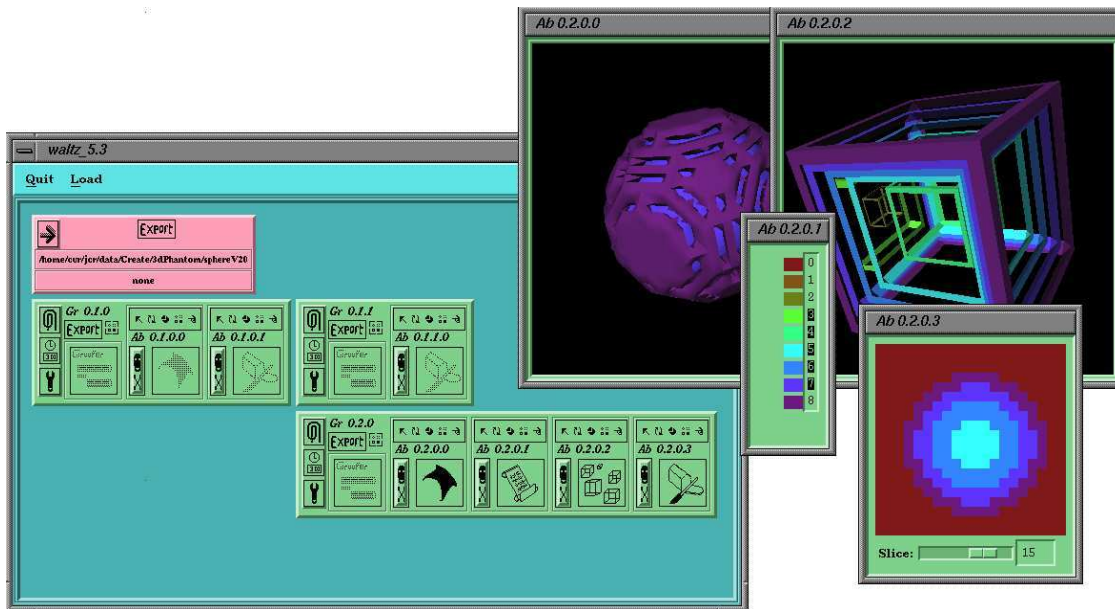 Ab 0.2.0.0
Ab 0.2.0.2
waltz_5.3
Quit Load
Export
/home/cur/jcr/data/Create/3dPhantom/sphereV20
none
Gr 0.1.0
Export
Ab 0.1.0.0
Ab 0.1.0.1
Groufer
Gr 0.1.1
Export
Ab 0.1.1.0
Groufer
Gr 0.2.0
Export
Ab 0.2.0.0
Ab 0.2.0.1
Ab 0.2.0.2
Ab 0.2.0.3
Groufer
Ab 0.2.0.1
0
1
2
3
4
5
6
7
8
Ab 0.2.0.3
Slice: 15